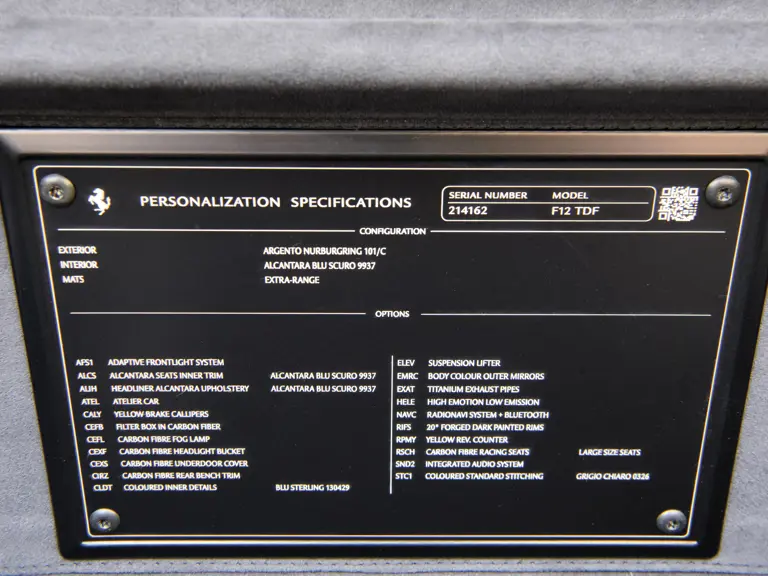 PERSONALIZATION SPECIFICATIONS
SERIAL NUMBER MODEL
214162 F12 TDF
CONFIGURATION
EXTERIOR ARGENTO NURBURGRING 101/C
INTERIOR ALCANTARA BLU SCURO 9937
MATS EXTRA-RANGE
OPTIONS
AFS1 ADAPTIVE FRONTLIGHT SYSTEM
ALCS ALCANTARA SEATS INNER TRIM ALCANTARA BLU SCURO 9937
ALIH HEADLINER ALCANTARA UPHOLSTERY ALCANTARA BLU SCURO 9937
ATEL ATELIER CAR
CALY YELLOW BRAKE CALLIPERS
CEFB FILTER BOX IN CARBON FIBER
CEFL CARBON FIBRE FOG LAMP
CEXF CARBON FIBRE HEADLIGHT BUCKET
CEXS CARBON FIBRE UNDERDOOR COVER
CIRZ CARBON FIBRE REAR BENCH TRIM
CLDT COLOURED INNER DETAILS BLU STERLING 130429
ELEV SUSPENSION LIFTER
EMRC BODY COLOUR OUTER MIRRORS
EXAT TITANIUM EXHAUST PIPES
HELE HIGH EMOTION LOW EMISSION
NAVC RADIONAVI SYSTEM + BLUETOOTH
RIFS 20" FORGED DARK PAINTED RIMS
RPMY YELLOW REV. COUNTER
RSCH CARBON FIBRE RACING SEATS LARGE SIZE SEATS
SND2 INTEGRATED AUDIO SYSTEM
STC1 COLOURED STANDARD STITCHING GRIGIO CHIARO 0326